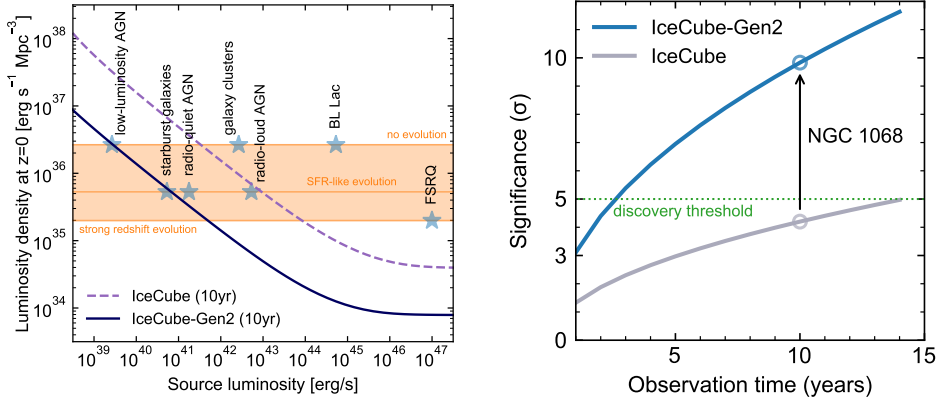 Luminosity density at z=0 [erg s⁻¹ Mpc⁻³]
10³⁸
10³⁷
10³⁶
10³⁵
10³⁴
low-luminosity AGN
starburst galaxies
radio-quiet AGN
galaxy clusters
radio-loud AGN
BL Lac
FSRQ
no evolution
SFR-like evolution
strong redshift evolution
IceCube (10yr)
IceCube-Gen2 (10yr)
10³⁹ 10⁴⁰ 10⁴¹ 10⁴² 10⁴³ 10⁴⁴ 10⁴⁵ 10⁴⁶ 10⁴⁷
Source luminosity [erg/s]
Significance (σ)
10
5
3
0
IceCube-Gen2
IceCube
NGC 1068
discovery threshold
5 10 15
Observation time (years)